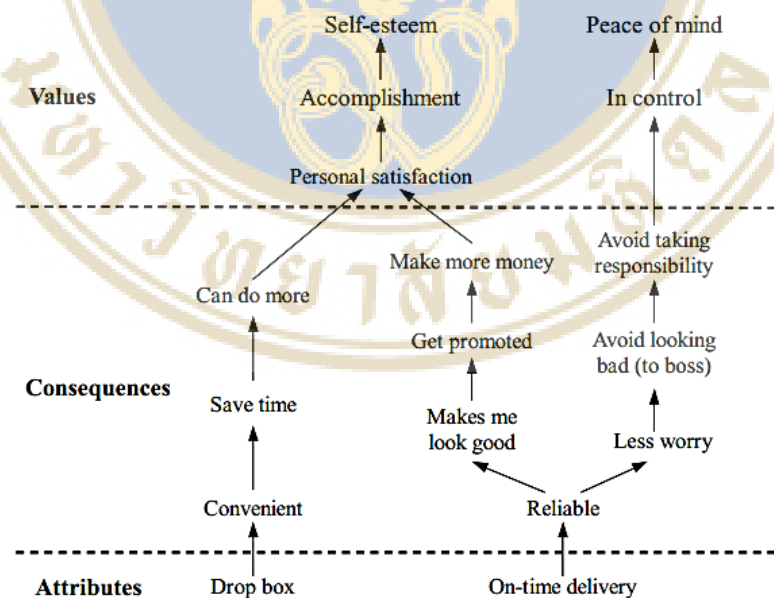 Self-esteem
Peace of mind
Values
Accomplishment
In control
Personal satisfaction
Avoid taking
responsibility
Make more money
Can do more
Get promoted
Avoid looking
bad (to boss)
Consequences
Save time
Makes me
look good
Less worry
Convenient
Reliable
Attributes
Drop box
On-time delivery